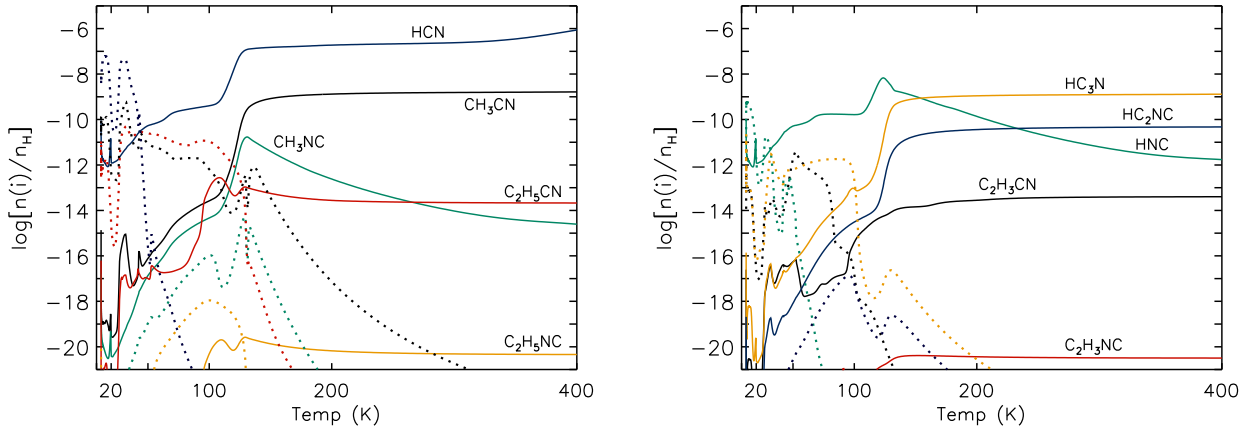 log[n(i)/n_H]
−6
−8
−10
−12
−14
−16
−18
−20
20
100
200
400
Temp (K)
HCN
CH₃CN
CH₃NC
C₂H₅CN
C₂H₅NC
log[n(i)/n_H]
−6
−8
−10
−12
−14
−16
−18
−20
20
100
200
400
Temp (K)
HC₃N
HC₂NC
HNC
C₂H₃CN
C₂H₃NC